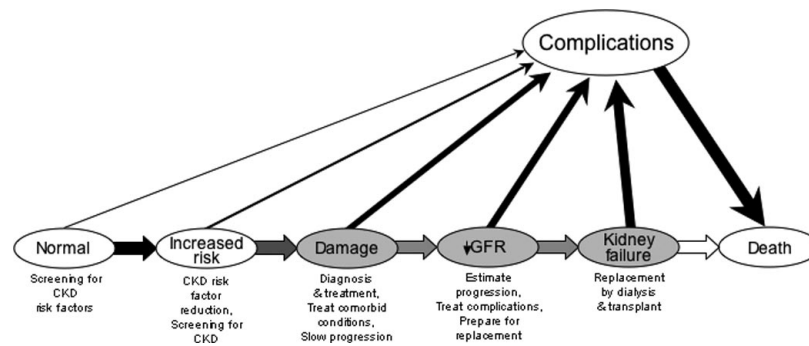 Complications
Normal
Increased
risk
Damage
↓GFR
Kidney
failure
Death
Screening for
CKD
risk factors
CKD risk
factor
reduction,
Screening for
CKD
Diagnosis
& treatment,
Treat comorbid
conditions,
Slow progression
Estimate
progression,
Treat complications,
Prepare for
replacement
Replacement
by dialysis
& transplant